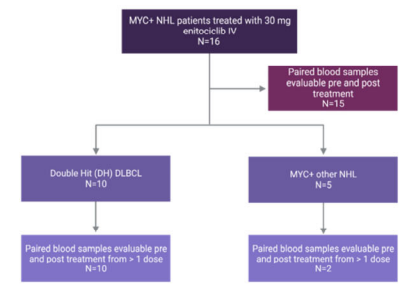 MYC+ NHL patients treated with 30 mg
enitociclib IV
N=16
Paired blood samples
evaluable pre and post
treatment
N=15
Double Hit (DH) DLBCL
N=10
MYC+ other NHL
N=5
Paired blood samples evaluable pre
and post treatment from > 1 dose
N=10
Paired blood samples evaluable pre
and post treatment from > 1 dose
N=2